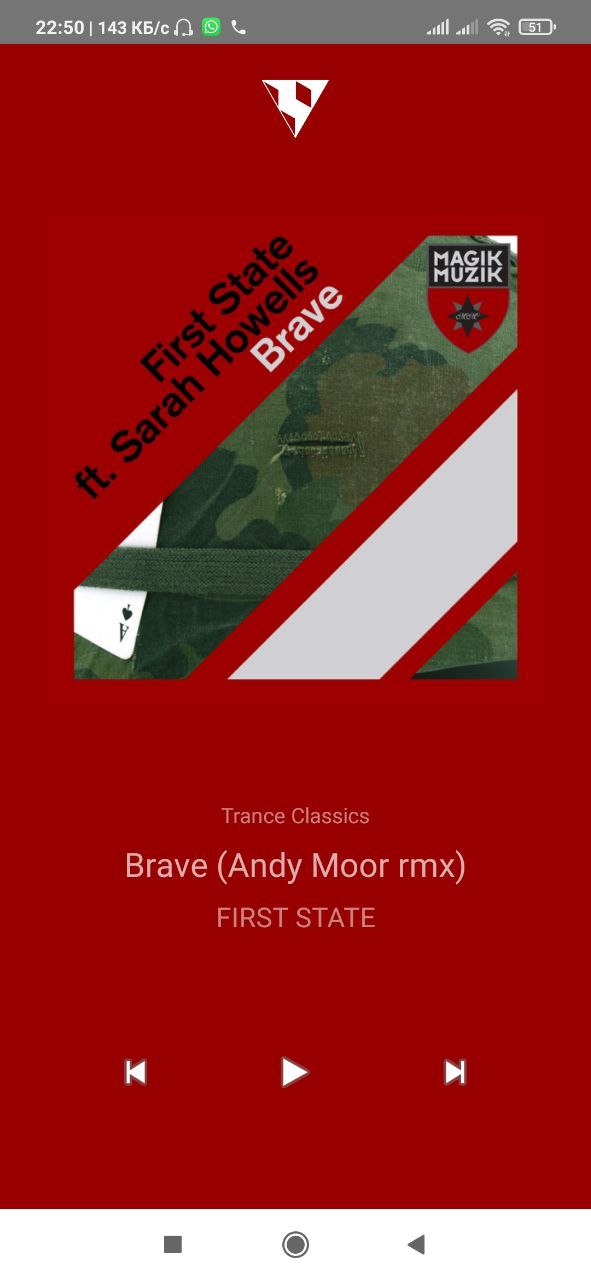 22:50 | 143 КБ/с
51
First State
ft. Sarah Howells
Brave
MAGIK
MUZIK
A
Trance Classics
Brave (Andy Moor rmx)
FIRST STATE